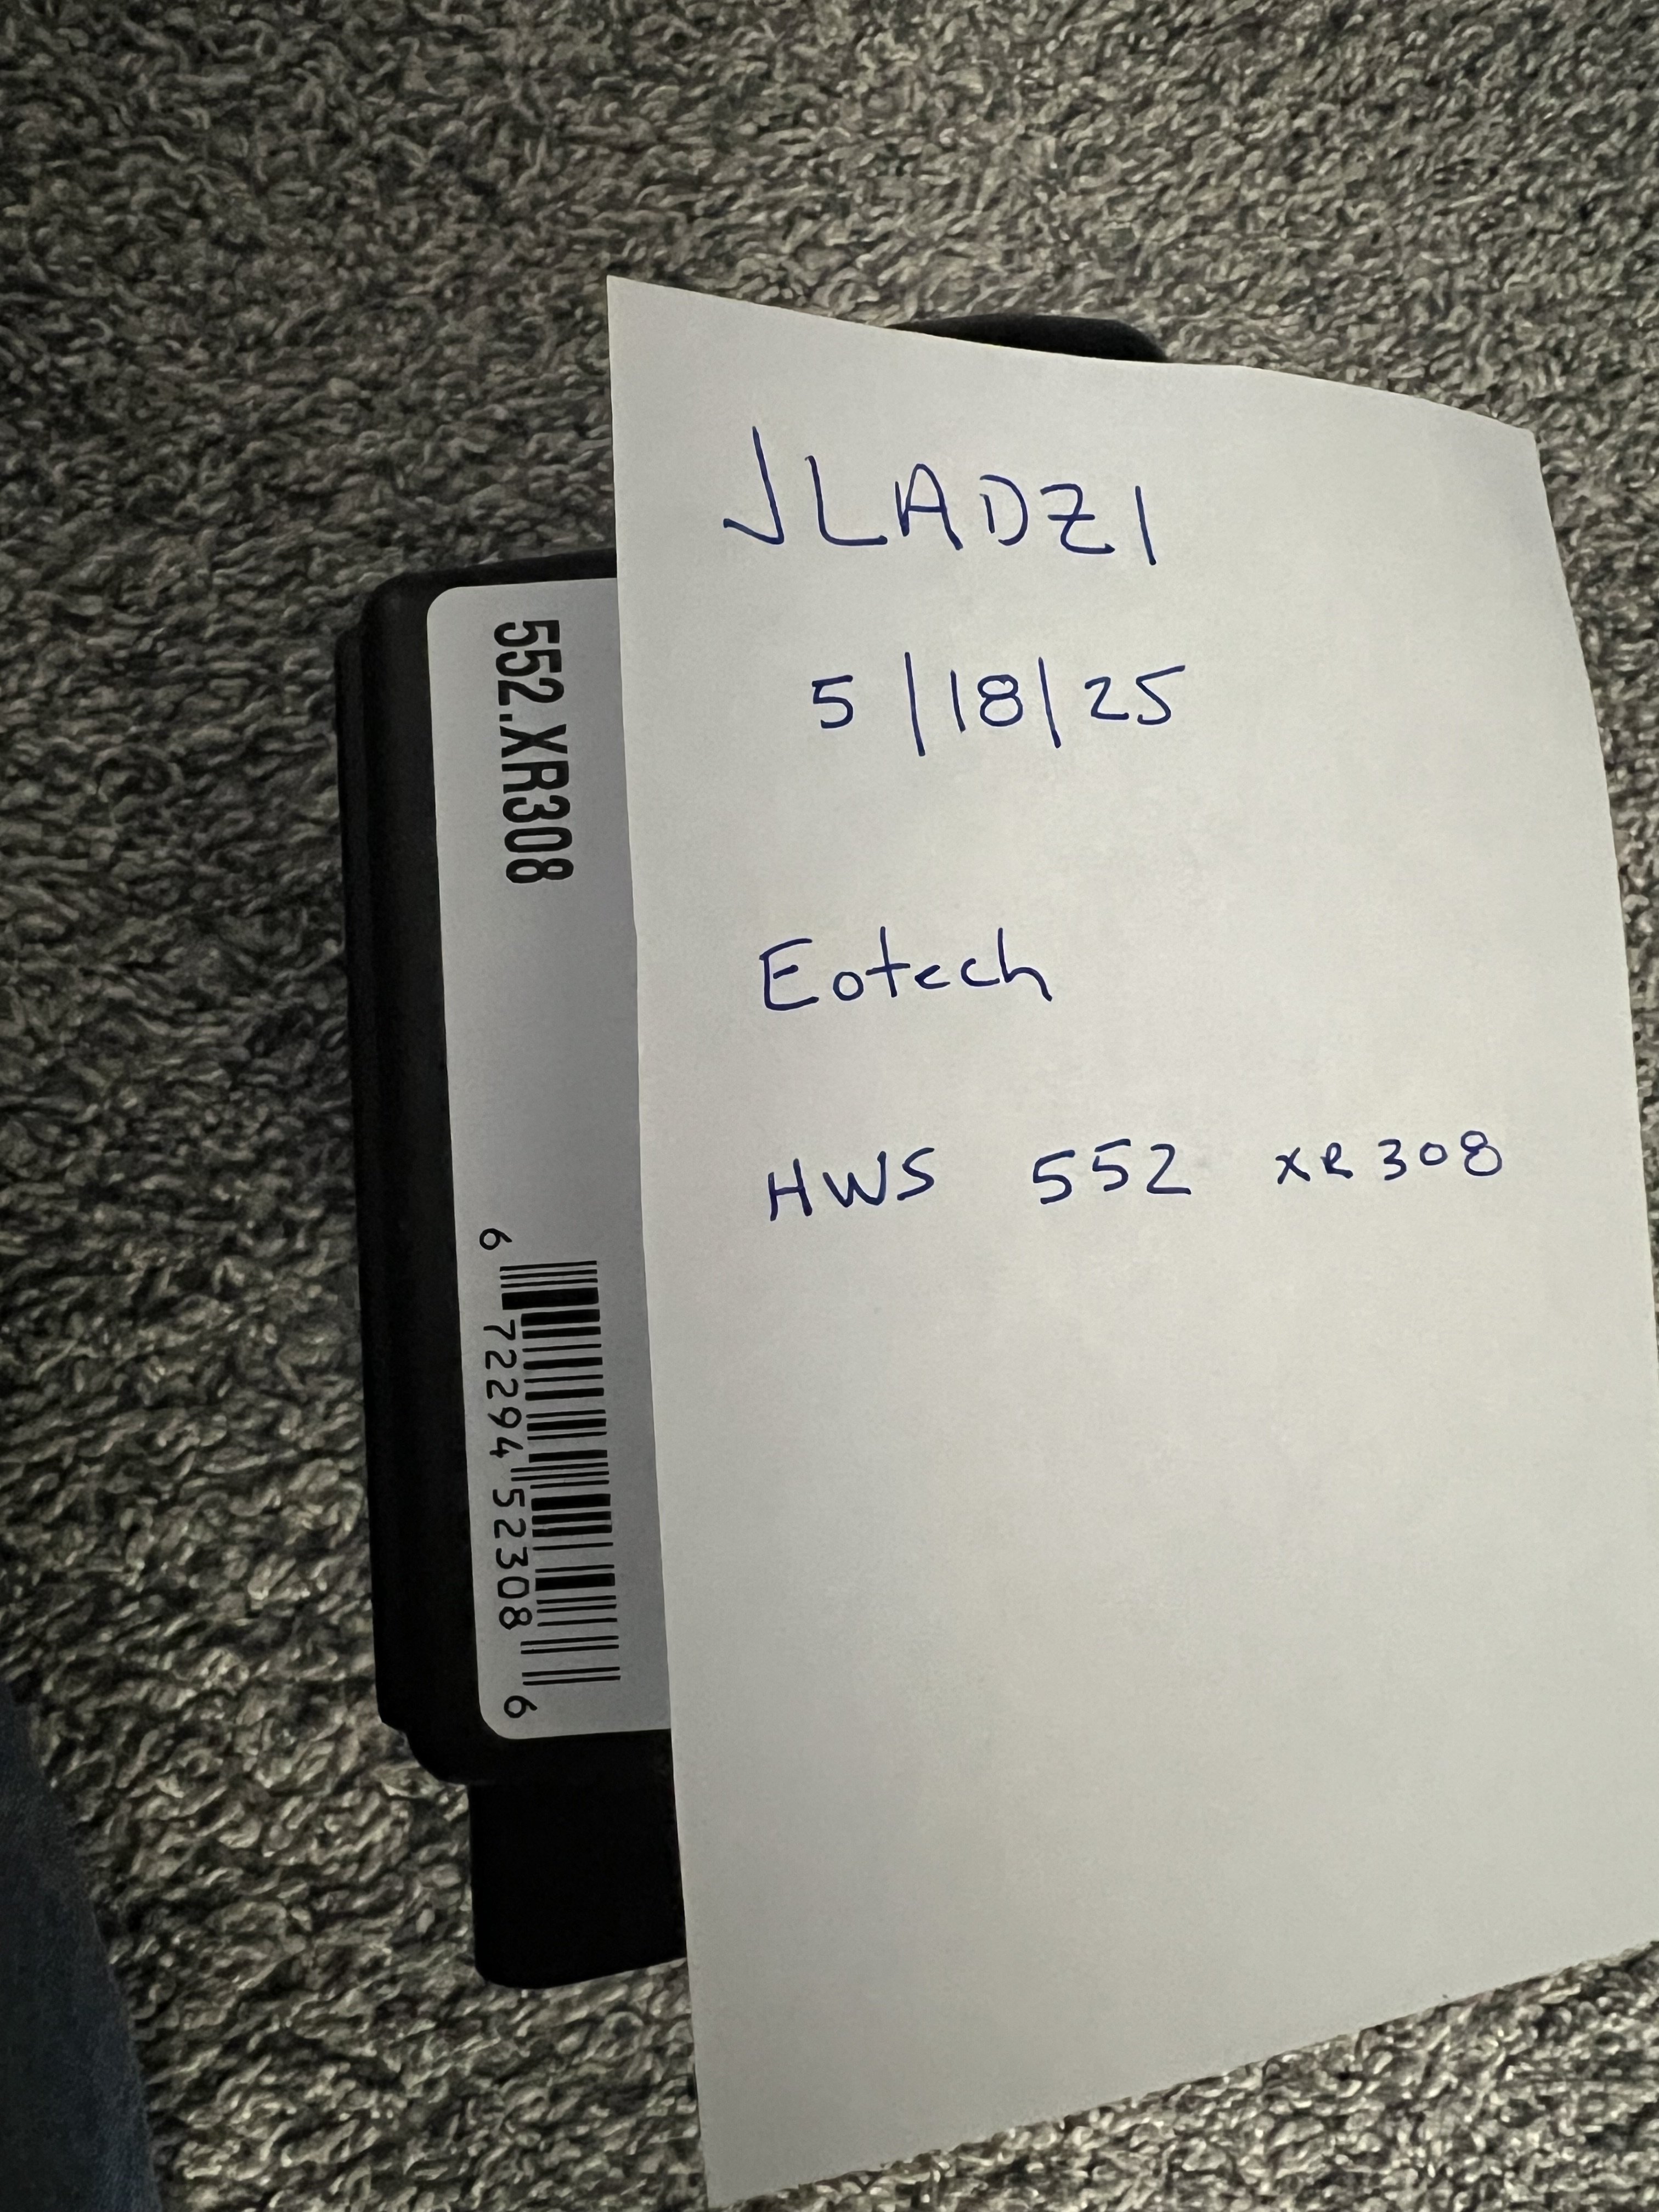 JLADZ1
5/18/25
Eotech
HWS 552 XR308
552.XR308
6 72294 52308 6